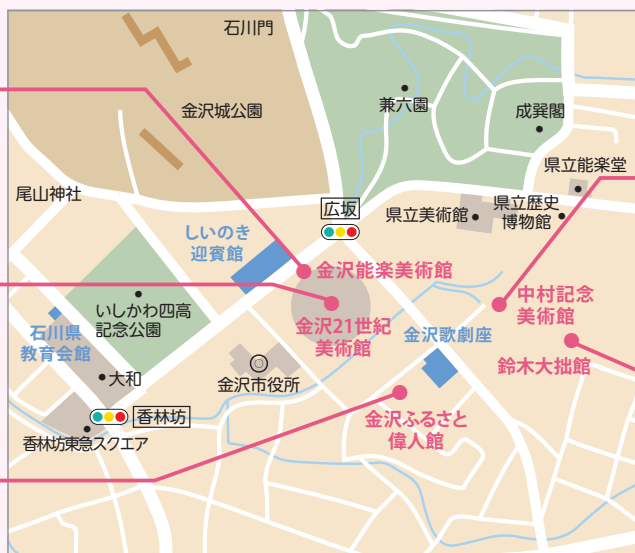 石川門
金沢城公園
兼六園
成巽閣
尾山神社
県立能楽堂
広坂
県立美術館
県立歴史
博物館
しいのき
迎賓館
金沢能楽美術館
いしかわ四高
記念公園
石川県
教育会館
金沢21世紀
美術館
金沢歌劇座
中村記念
美術館
鈴木大拙館
大和
金沢市役所
香林坊
香林坊東急スクエア
金沢ふるさと
偉人館